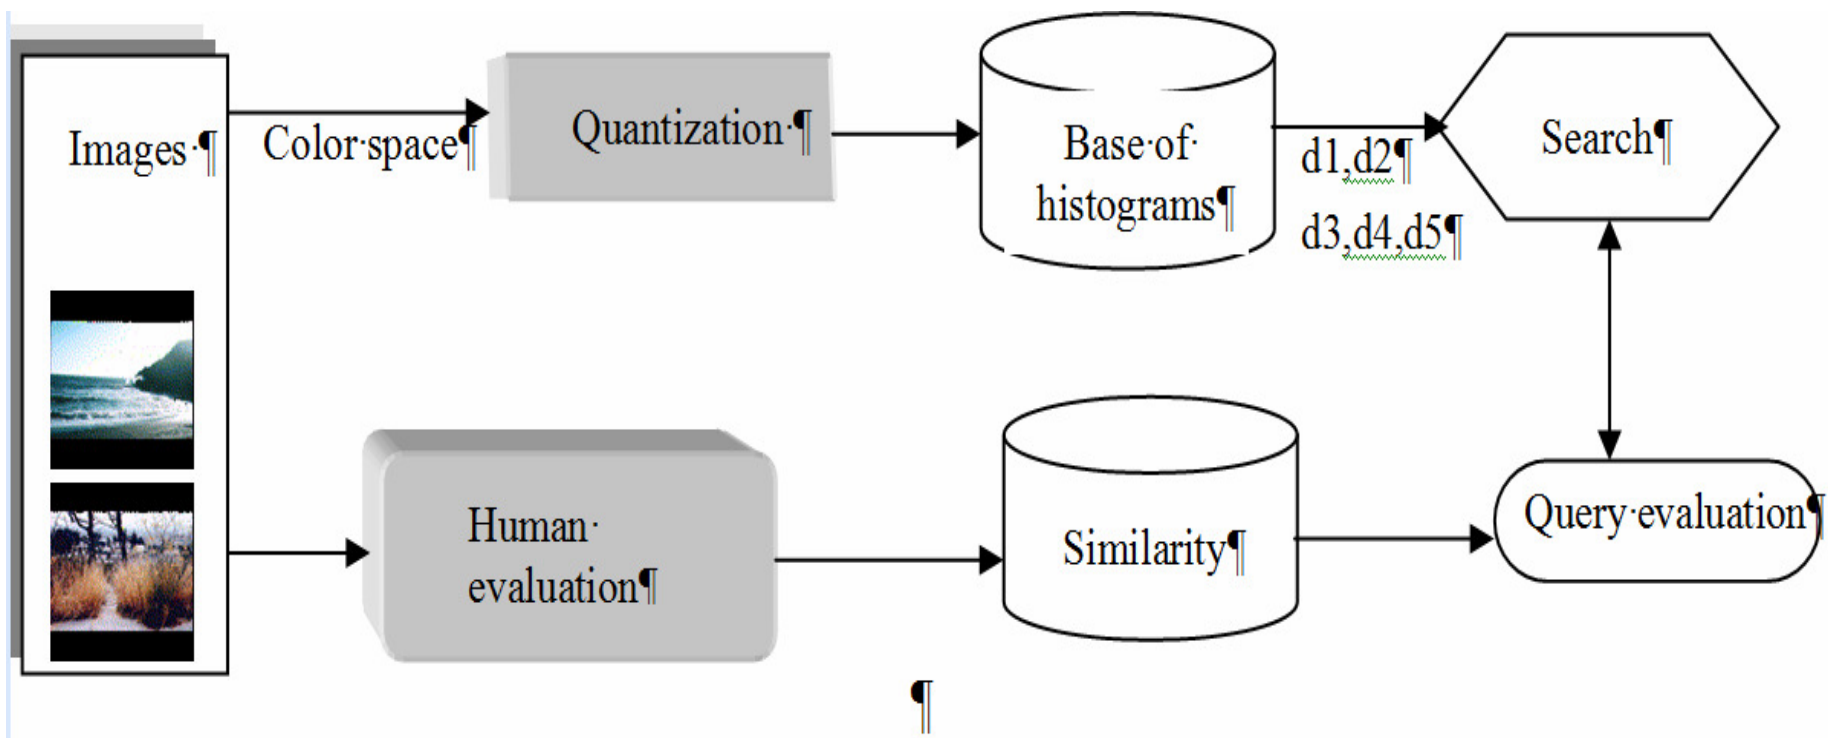 Images·¶
Color·space¶
Quantization·¶
Base·of·
histograms¶
d1,d2¶
d3,d4,d5¶
Search¶
Human·
evaluation¶
Similarity¶
Query·evaluation¶
¶